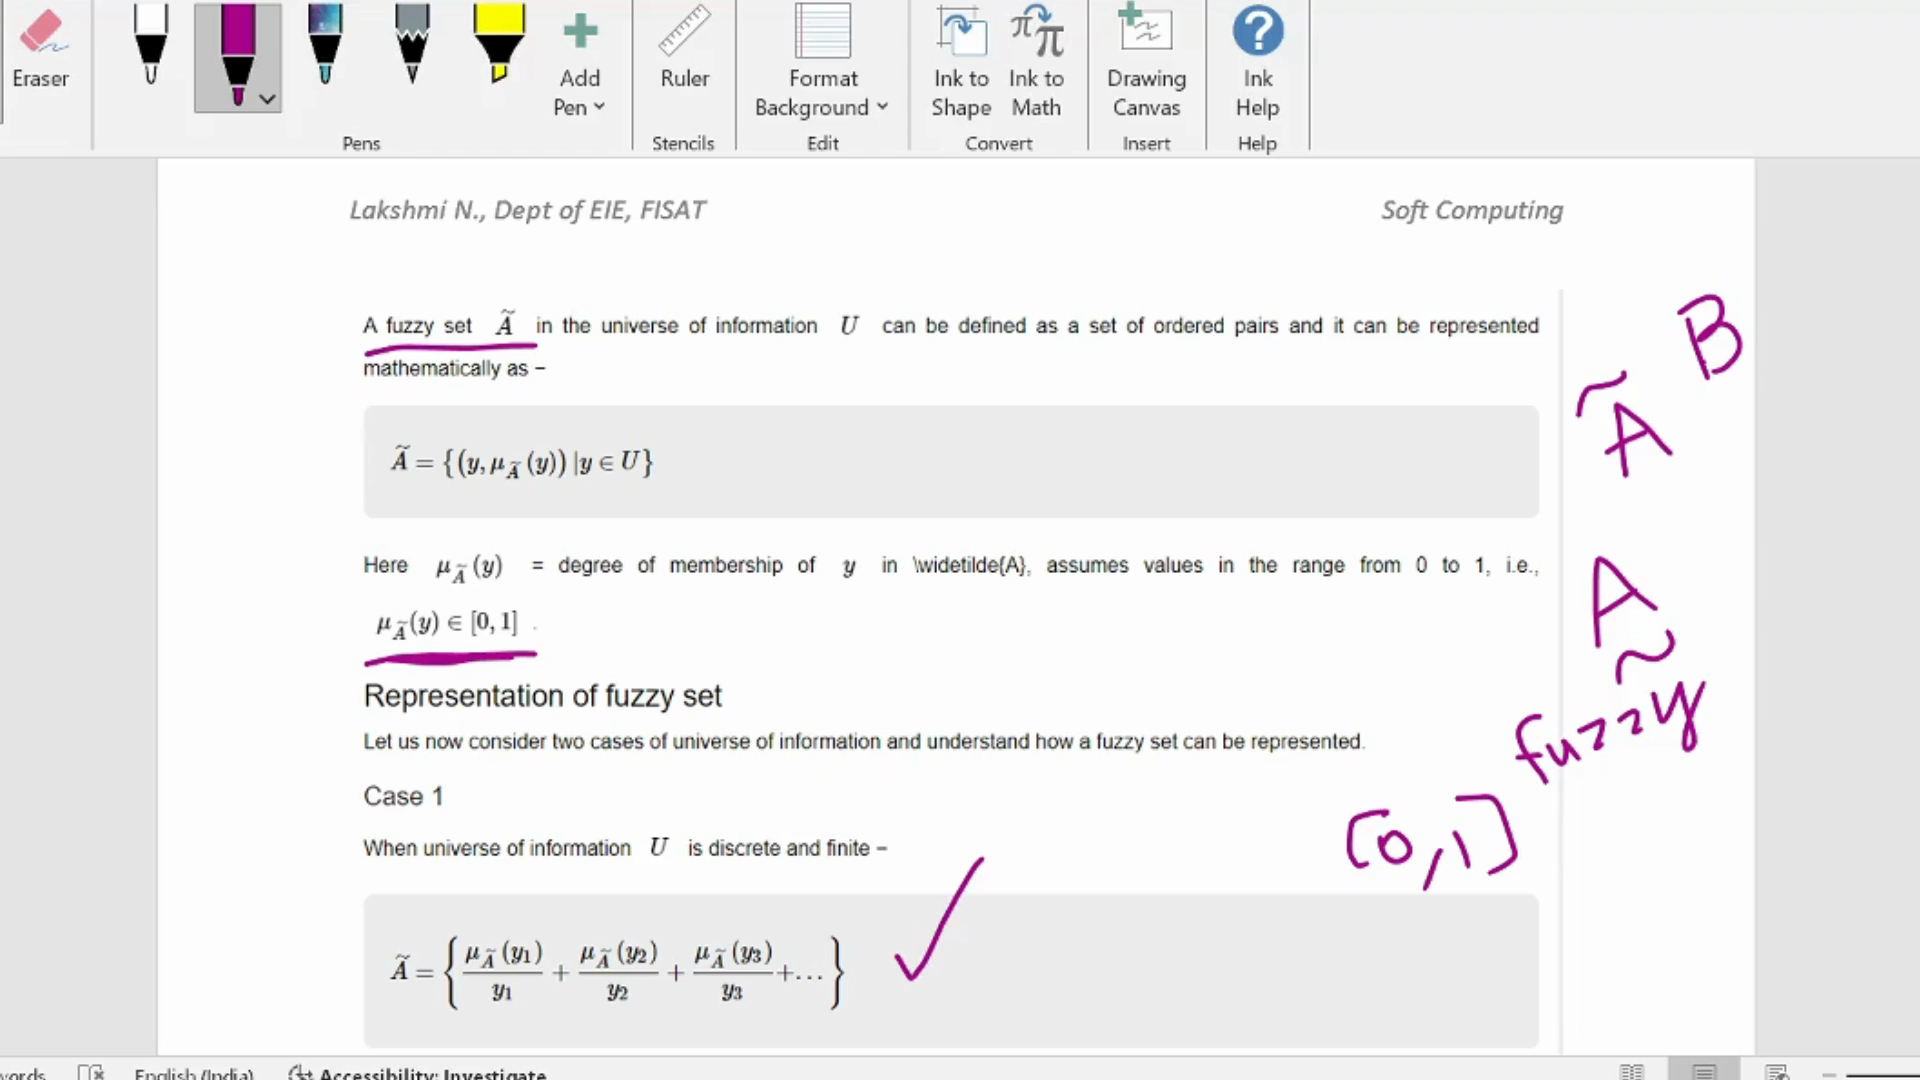 Eraser
Add Pen
Ruler
Format Background
Ink to Shape
Ink to Math
Drawing Canvas
Ink Help
Pens
Stencils
Edit
Convert
Insert
Help
Lakshmi N., Dept of EIE, FISAT
Soft Computing
A fuzzy set Ã in the universe of information U can be defined as a set of ordered pairs and it can be represented
mathematically as –
Ã = {(y, μ_Ã (y)) |y ∈ U}
Here μ_Ã (y) = degree of membership of y in \widetilde{A}, assumes values in the range from 0 to 1, i.e.,
μ_Ã(y) ∈ [0, 1] .
Representation of fuzzy set
Let us now consider two cases of universe of information and understand how a fuzzy set can be represented.
Case 1
When universe of information U is discrete and finite –
Ã = { μ_Ã (y1)/y1 + μ_Ã (y2)/y2 + μ_Ã (y3)/y3 +... }
B
Ã
A
~
fuzzy
[0,1]
English (India)
Accessibility: Investigate